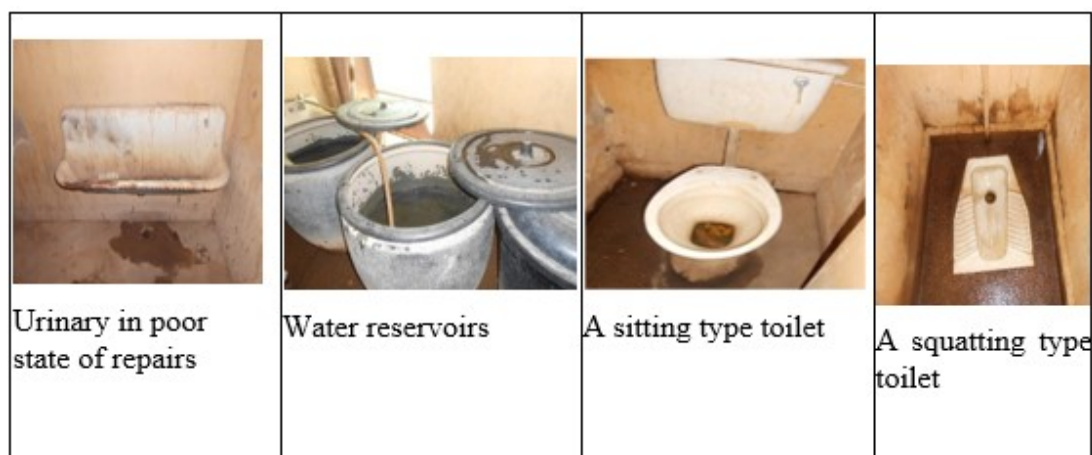 Urinary in poor
state of repairs
Water reservoirs
A sitting type toilet
A squatting type
toilet